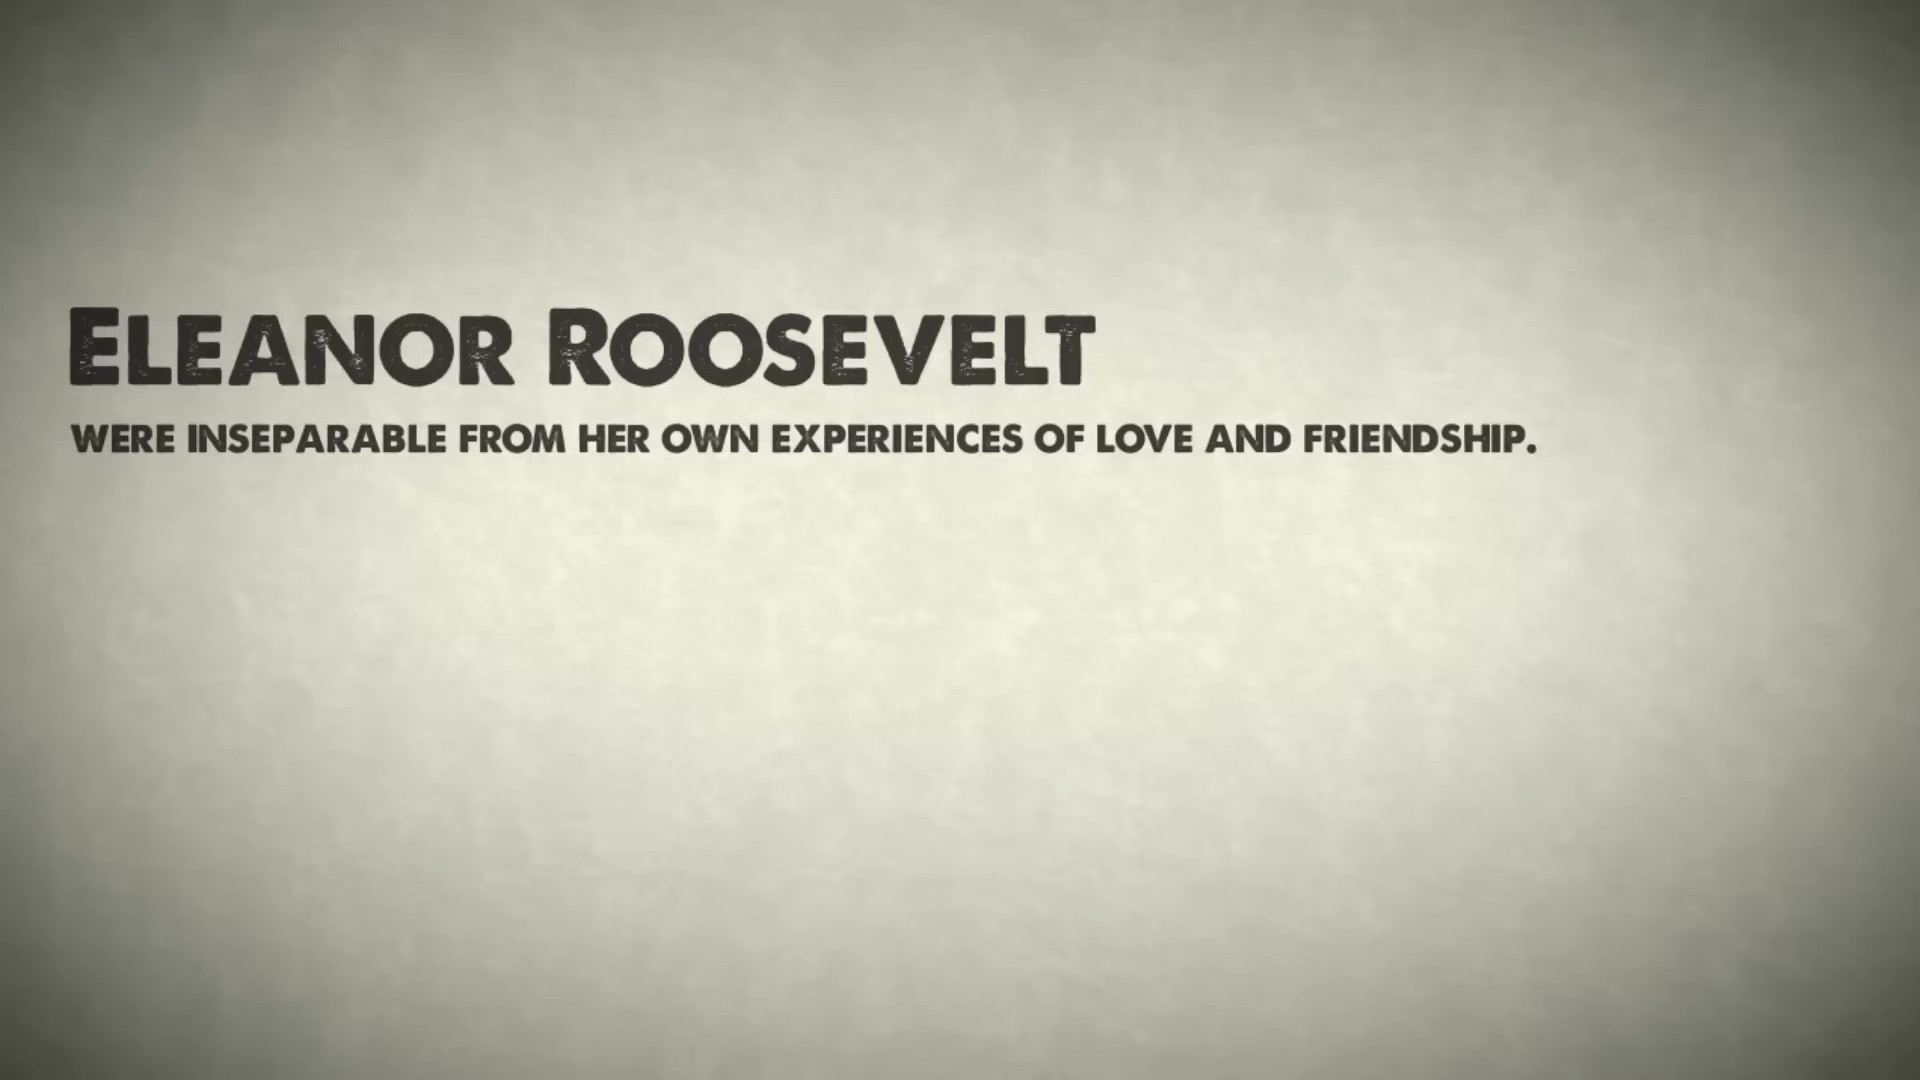 Eleanor Roosevelt
were inseparable from her own experiences of love and friendship.